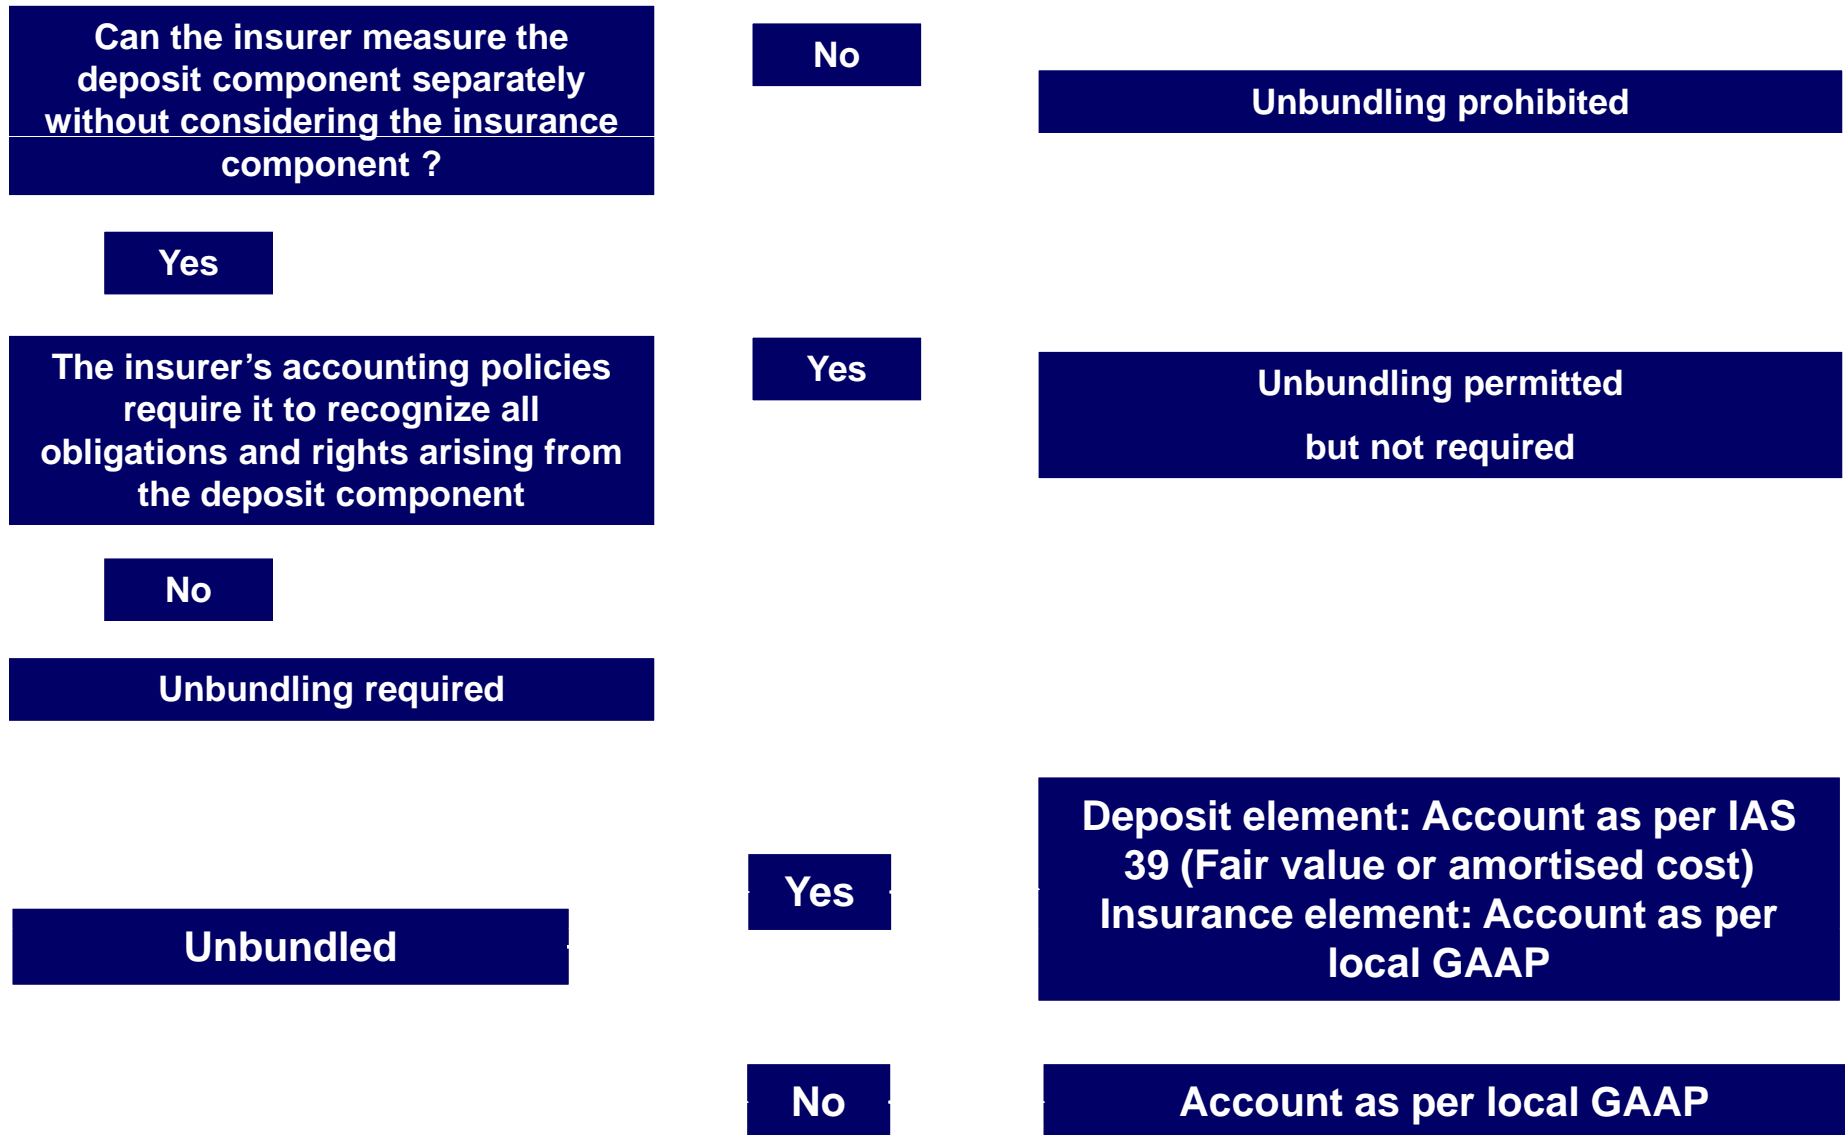 Can the insurer measure the
deposit component separately
without considering the insurance
component ?
No
Unbundling prohibited
Yes
The insurer’s accounting policies
require it to recognize all
obligations and rights arising from
the deposit component
Yes
Unbundling permitted
but not required
No
Unbundling required
Unbundled
Yes
Deposit element: Account as per IAS
39 (Fair value or amortised cost)
Insurance element: Account as per
local GAAP
No
Account as per local GAAP